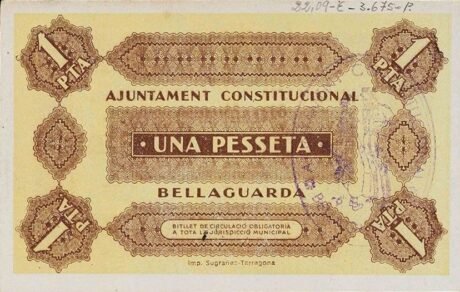 22,09-E-3.675-P.
1 PTA
1 PTA
AJUNTAMENT CONSTITUCIONAL
· UNA PESSETA ·
BELLAGUARDA
1 PTA
BITLLET DE CIRCULACIÓ OBLIGATORIA
A TOTA LA JURISDICCIÓ MUNICIPAL
1 PTA
Imp. Sugrañes-Tarragona